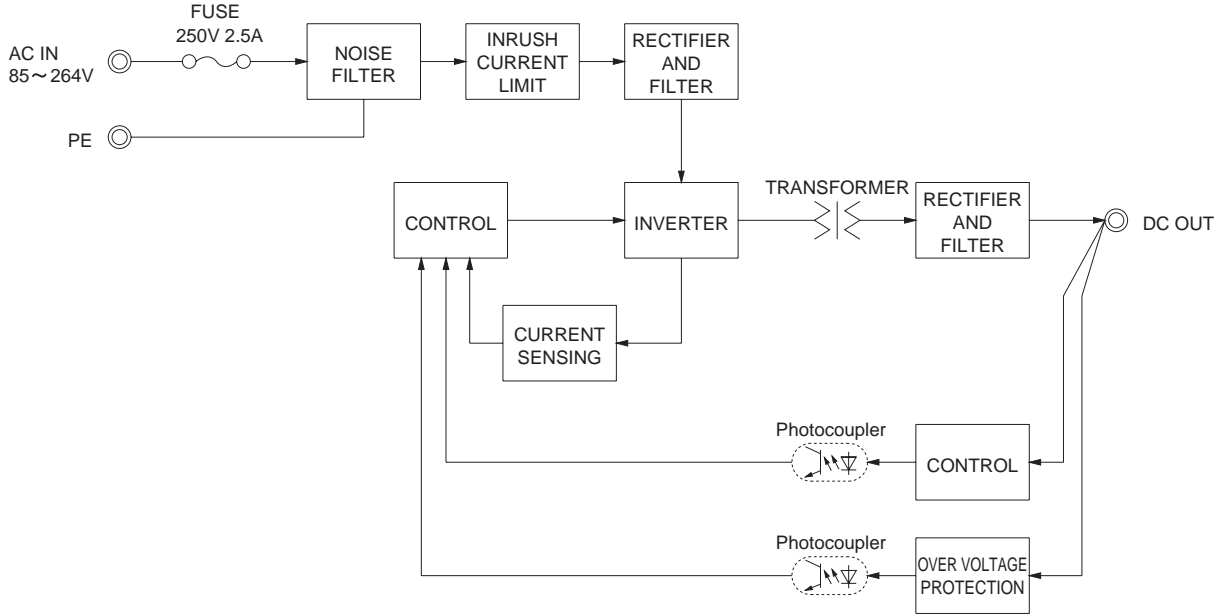 FUSE
250V 2.5A
AC IN
85～264V
PE
NOISE
FILTER
INRUSH
CURRENT
LIMIT
RECTIFIER
AND
FILTER
CONTROL
INVERTER
TRANSFORMER
RECTIFIER
AND
FILTER
DC OUT
CURRENT
SENSING
Photocoupler
CONTROL
Photocoupler
OVER VOLTAGE
PROTECTION